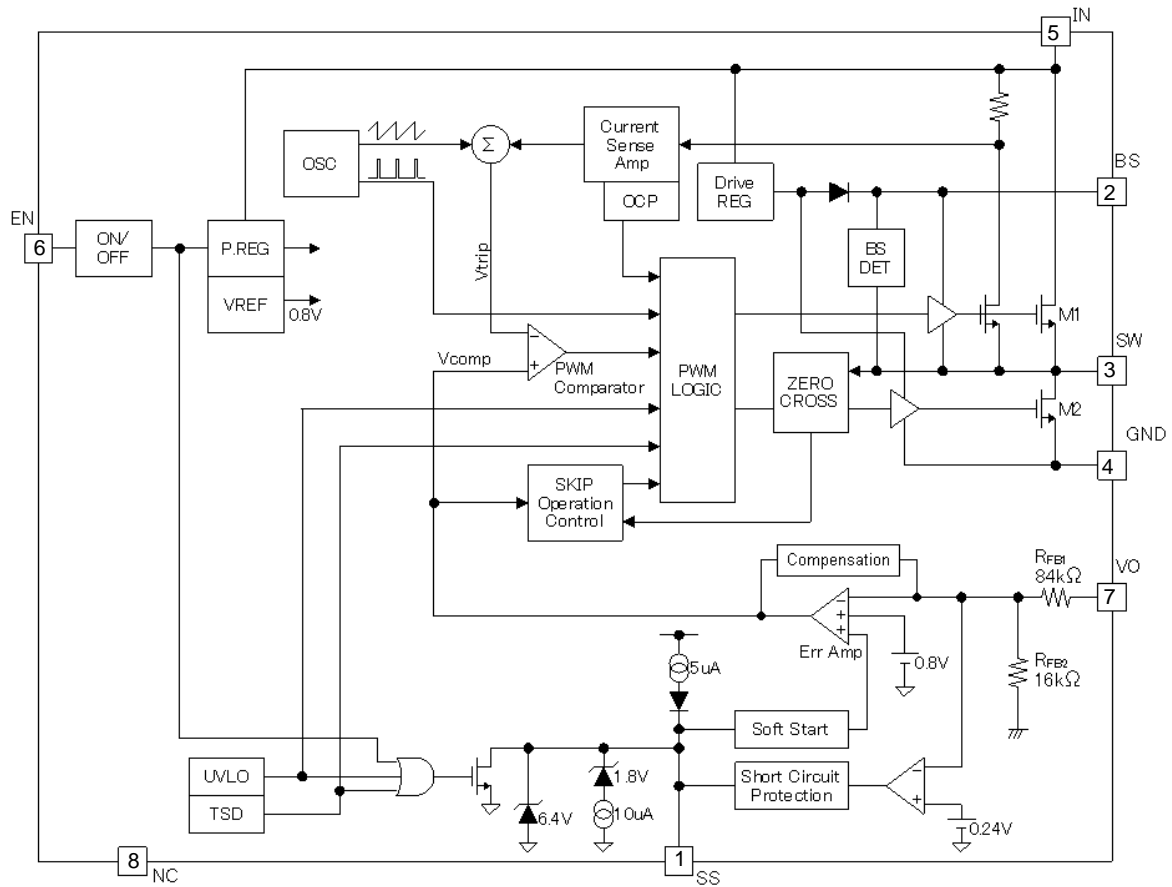 IN
5
OSC
Σ
Current
Sense
Amp
OCP
Drive
REG
BS
2
EN
6
ON/
OFF
P.REG
VREF
0.8V
Vtrip
BS
DET
M1
SW
3
Vcomp
PWM
Comparator
PWM
LOGIC
ZERO
CROSS
M2
GND
4
SKIP
Operation
Control
Compensation
RFB1
84kΩ
VO
7
Err Amp
0.8V
RFB2
16kΩ
5uA
Soft Start
UVLO
TSD
6.4V
1.8V
10uA
Short Circuit
Protection
0.24V
8
NC
1
SS